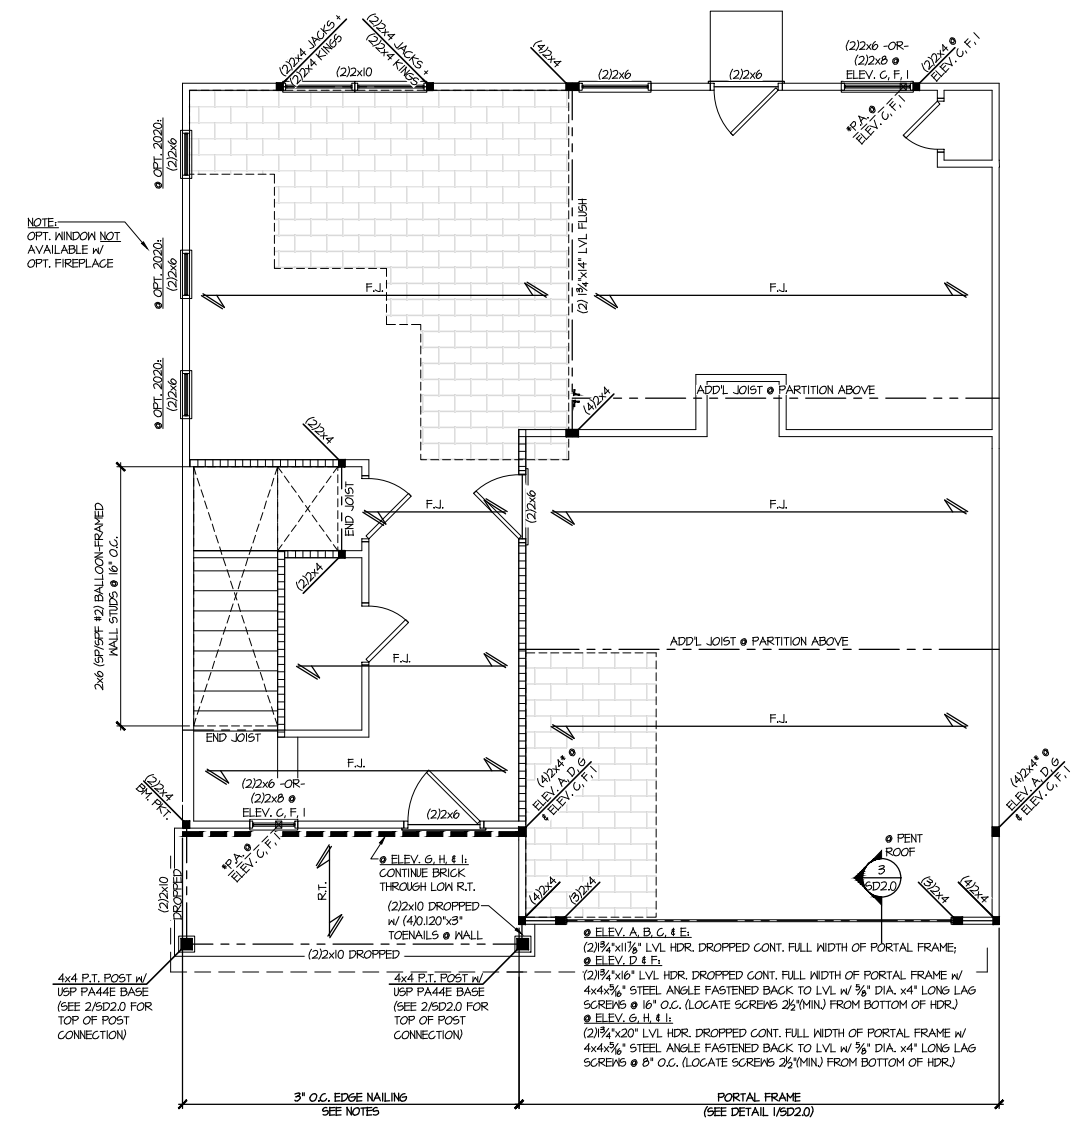 (2)2x4 JACKS +
(2)2x4 KINGS
(2)2x10
(2)2x4 JACKS +
(2)2x4 KINGS
(4)2x4
(2)2x6
(2)2x6
(2)2x6 -OR-
(2)2x8 @
ELEV. C, F, I
(2)2x4 @
ELEV. C, F, I
*P.A. @
ELEV. C, F, I
@ OPT. 2020:
(2)2x6
NOTE:
OPT. WINDOW NOT
AVAILABLE W/
OPT. FIREPLACE
@ OPT. 2020:
(2)2x6
@ OPT. 2020:
(2)2x6
F.J.
(2) 1¾"x14" LVL FLUSH
F.J.
ADD'L JOIST @ PARTITION ABOVE
(4)2x4
(2)2x4
END JOIST
F.J.
(2)2x6
F.J.
(2)2x4
2x6 (SP/SPF #2) BALLOON-FRAMED
WALL STUDS @ 16" O.C.
ADD'L JOIST @ PARTITION ABOVE
F.J.
F.J.
END JOIST
F.J.
(2)2x4
BM. PKT.
(2)2x6 -OR-
(2)2x8 @
ELEV. C, F, I
(2)2x6
*P.A. @
ELEV. C, F, I
(4)2x4* @
ELEV. A, D, G
& ELEV. C, F, I
(4)2x4* @
ELEV. A, D, G
& ELEV. C, F, I
@ PENT
ROOF
3
SD2.0
@ ELEV. G, H, & I:
CONTINUE BRICK
THROUGH LOW R.T.
R.T.
(2)2x10
DROPPED
(2)2x10 DROPPED
W/ (4)0.120"x3"
TOENAILS @ WALL
(2)2x10 DROPPED
(4)2x4
(3)2x4
(3)2x4
(4)2x4
4x4 P.T. POST W/
USP PA44E BASE
(SEE 2/SD2.0 FOR
TOP OF POST
CONNECTION)
4x4 P.T. POST W/
USP PA44E BASE
(SEE 2/SD2.0 FOR
TOP OF POST
CONNECTION)
@ ELEV. A, B, C, & E:
(2)1¾"x11⅞" LVL HDR. DROPPED CONT. FULL WIDTH OF PORTAL FRAME;
@ ELEV. D & F:
(2)1¾"x16" LVL HDR. DROPPED CONT. FULL WIDTH OF PORTAL FRAME W/
4x4x5/16" STEEL ANGLE FASTENED BACK TO LVL W/ ⅜" DIA. x4" LONG LAG
SCREWS @ 16" O.C. (LOCATE SCREWS 2½"(MIN.) FROM BOTTOM OF HDR.)
@ ELEV. G, H, & I:
(2)1¾"x20" LVL HDR. DROPPED CONT. FULL WIDTH OF PORTAL FRAME W/
4x4x5/16" STEEL ANGLE FASTENED BACK TO LVL W/ ⅜" DIA. x4" LONG LAG
SCREWS @ 8" O.C. (LOCATE SCREWS 2½"(MIN.) FROM BOTTOM OF HDR.)
3" O.C. EDGE NAILING
SEE NOTES
PORTAL FRAME
(SEE DETAIL 1/SD2.0)